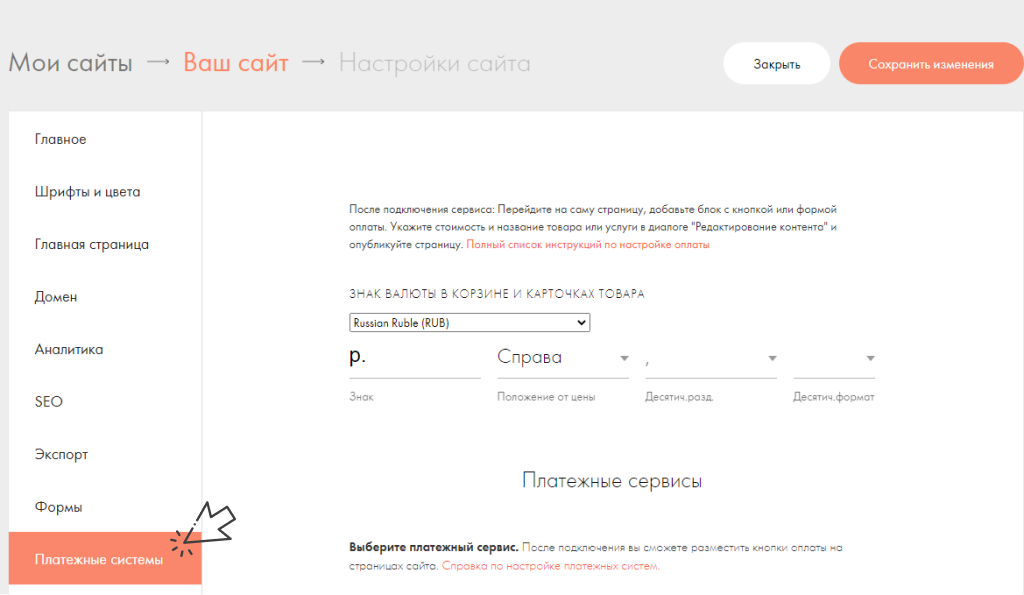 Мои сайты → Ваш сайт → Настройки сайта
Закрыть
Сохранить изменения
Главное
Шрифты и цвета
Главная страница
Домен
Аналитика
SEO
Экспорт
Формы
Платежные системы
После подключения сервиса: Перейдите на саму страницу, добавьте блок с кнопкой или формой
оплаты. Укажите стоимость и название товара или услуги в диалоге "Редактирование контента" и
опубликуйте страницу. Полный список инструкций по настройке оплаты
ЗНАК ВАЛЮТЫ В КОРЗИНЕ И КАРТОЧКАХ ТОВАРА
Russian Ruble (RUB)
р. Справа ,
Знак Положение от цены Десятич.разд. Десятич.формат
Платежные сервисы
Выберите платежный сервис. После подключения вы сможете разместить кнопки оплаты на
страницах сайта. Справка по настройке платежных систем.